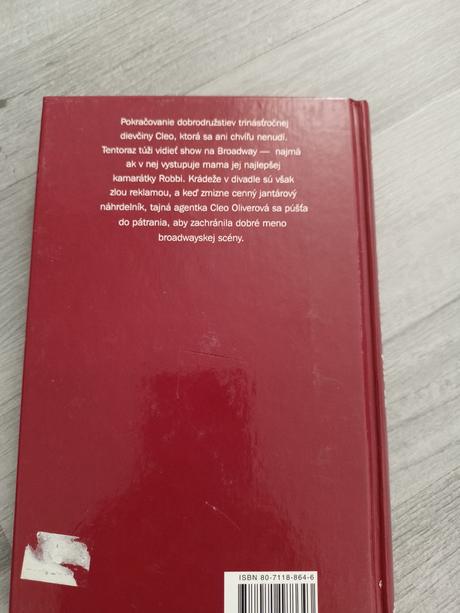 Pokračovanie dobrodružstiev trinásťročnej
dievčiny Cleo, ktorá sa ani chvíľu nenudí.
Tentoraz túži vidieť show na Broadway — najmä
ak v nej vystupuje mama jej najlepšej
kamarátky Robbi. Krádeže v divadle sú však
zlou reklamou, a keď zmizne cenný jantárový
náhrdelník, tajná agentka Cleo Oliverová sa púšťa
do pátrania, aby zachránila dobré meno
broadwayskej scény.
ISBN 80-7118-864-6